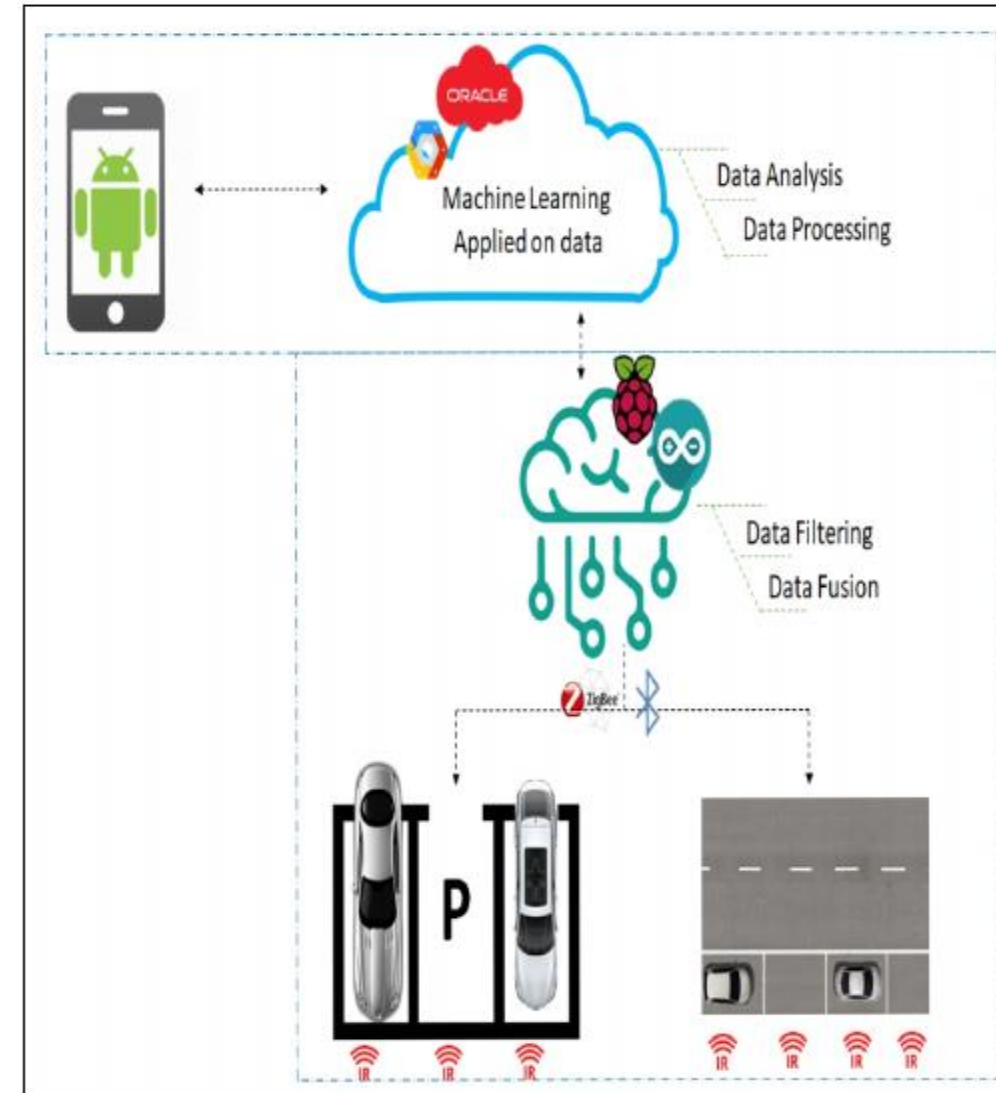 ORACLE
Machine Learning
Applied on data
Data Analysis
Data Processing
Data Filtering
Data Fusion
ZigBee
P
IR
IR
IR
IR
IR
IR
IR